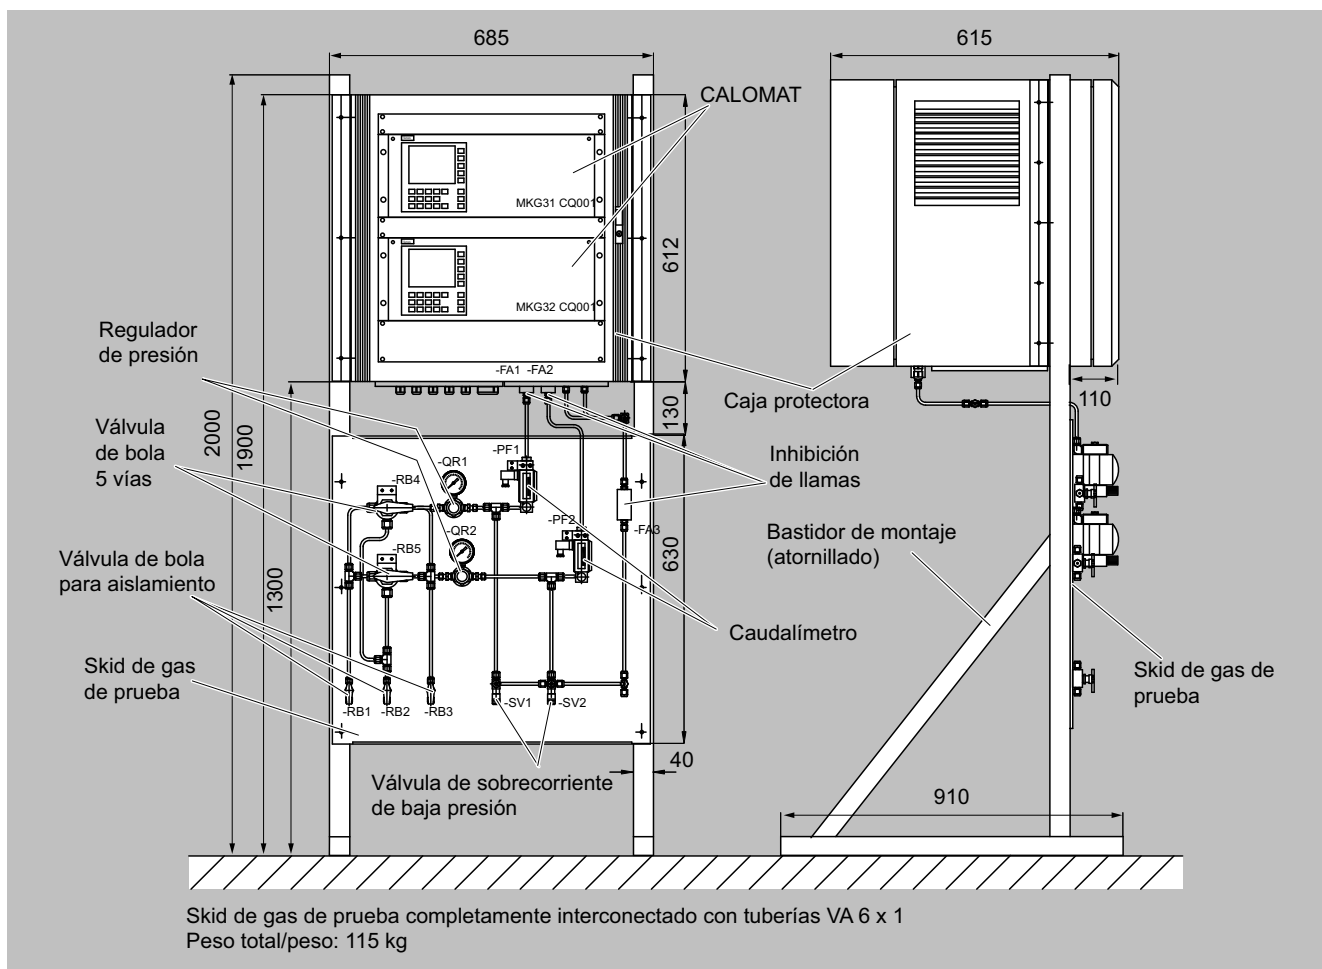 685
615
CALOMAT
MKG31 CQ001
612
MKG32 CQ001
Regulador
de presión
-FA1 -FA2
Caja protectora
110
130
2000
1900
Válvula
de bola
5 vías
-PF1
-QR1
-RB4
Inhibición
de llamas
-PF2
-FA3
-QR2
-RB5
Bastidor de montaje
(atornillado)
Válvula de bola
para aislamiento
1300
630
Caudalímetro
Skid de gas
de prueba
Skid de gas de
prueba
-RB1
-RB2
-RB3
-SV1
-SV2
40
Válvula de sobrecorriente
de baja presión
910
Skid de gas de prueba completamente interconectado con tuberías VA 6 x 1
Peso total/peso: 115 kg